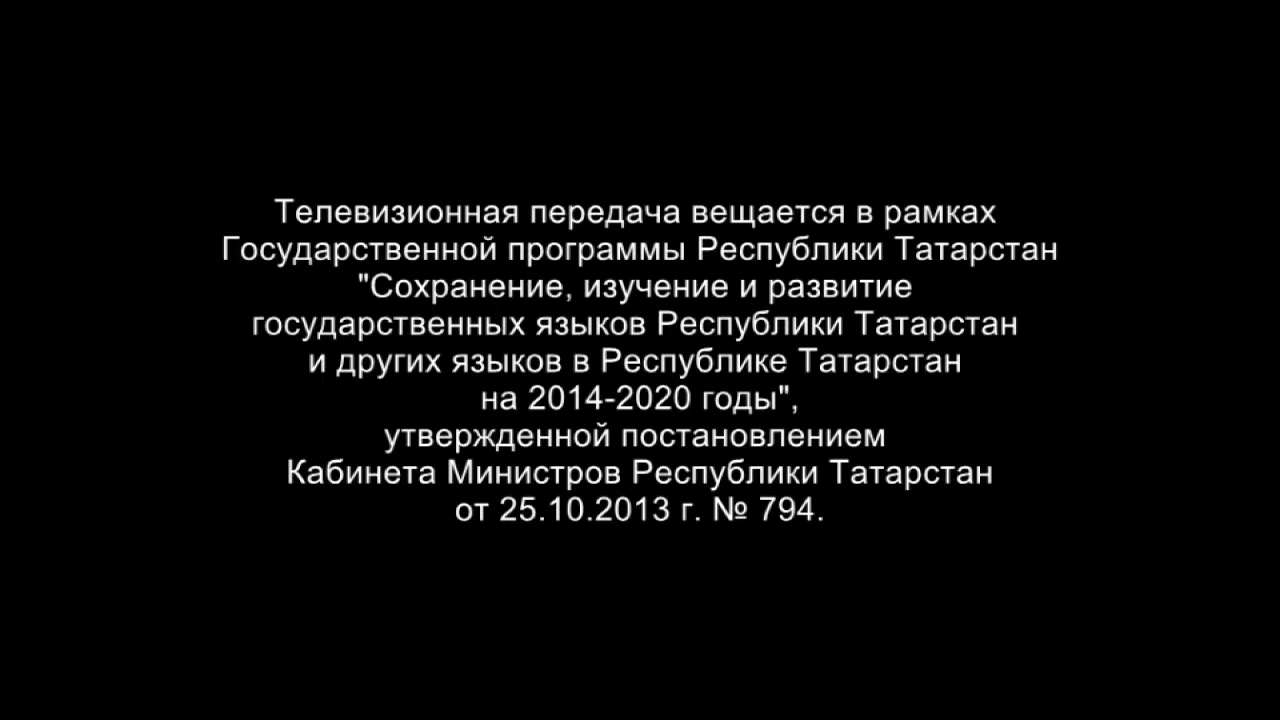 Телевизионная передача вещается в рамках
Государственной программы Республики Татарстан
"Сохранение, изучение и развитие
государственных языков Республики Татарстан
и других языков в Республике Татарстан
на 2014-2020 годы",
утвержденной постановлением
Кабинета Министров Республики Татарстан
от 25.10.2013 г. № 794.